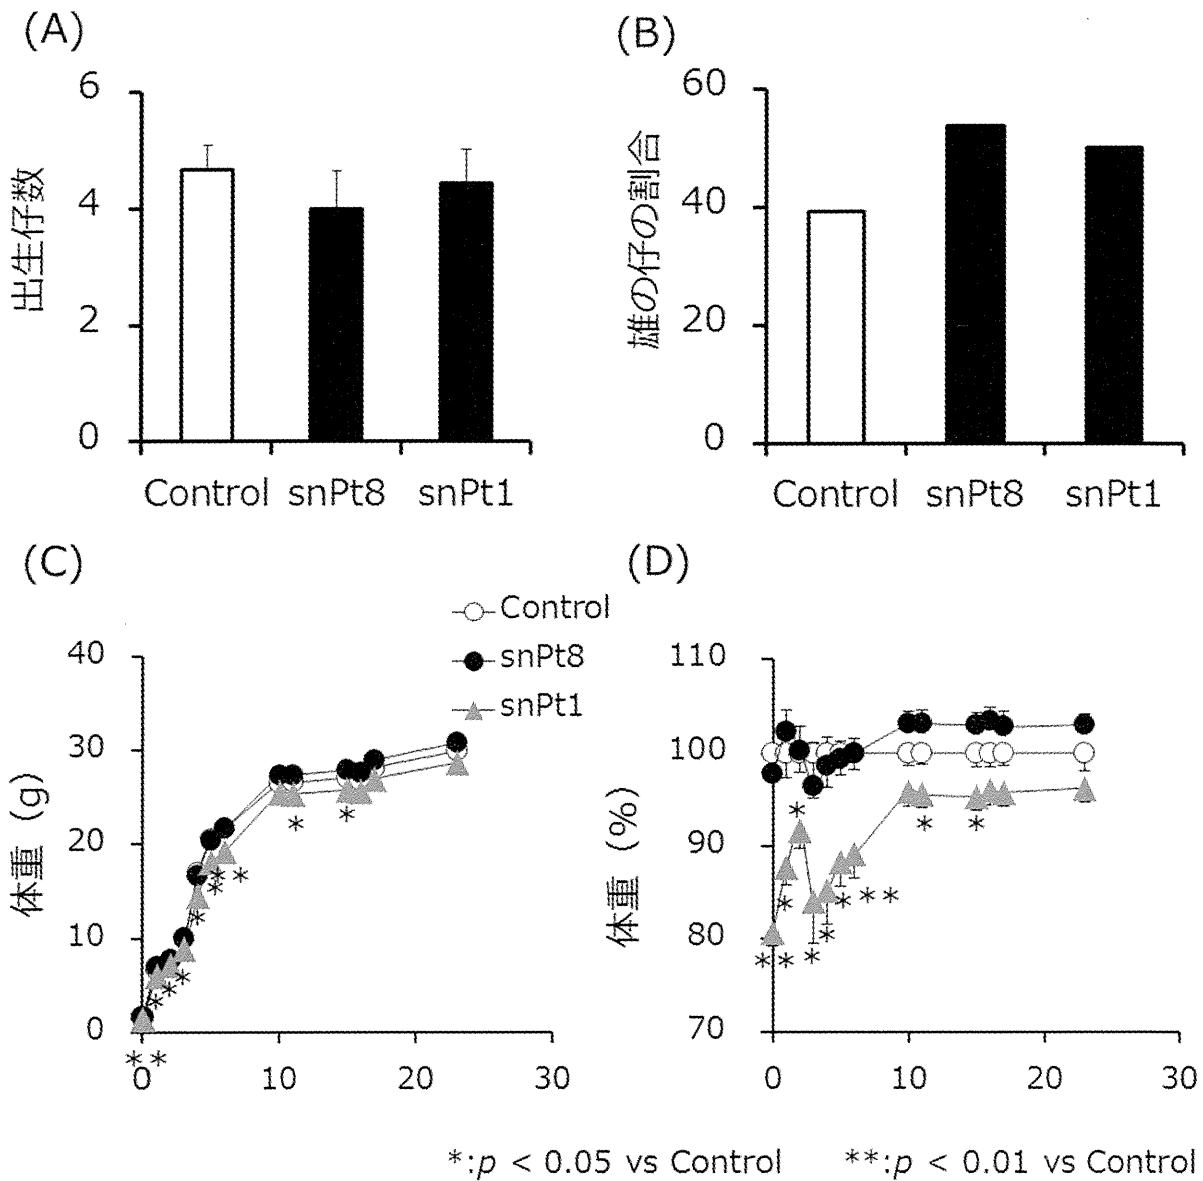 (A)
出生仔数
6
4
2
0
Control snPt8 snPt1
(B)
雄の仔の割合
60
40
20
0
Control snPt8 snPt1
(C)
Control
snPt8
snPt1
体重 (g)
40
30
20
10
0
*
*
*
*
*
*
*
*
*
*
**
0 10 20 30
(D)
体重 (%)
110
100
90
80
70
*
*
*
*
*
**
*
*
**
0 10 20 30
*:p < 0.05 vs Control **:p < 0.01 vs Control